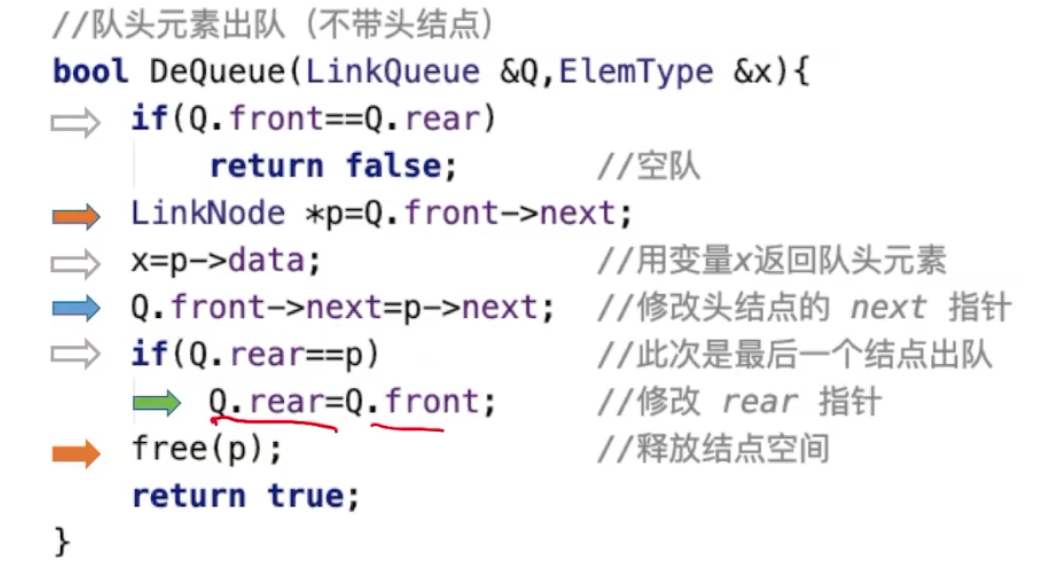 //队头元素出队（不带头结点）
bool DeQueue(LinkQueue &Q,ElemType &x){
if(Q.front==Q.rear)
return false; //空队
LinkNode *p=Q.front->next;
x=p->data; //用变量x返回队头元素
Q.front->next=p->next; //修改头结点的 next 指针
if(Q.rear==p) //此次是最后一个结点出队
Q.rear=Q.front; //修改 rear 指针
free(p); //释放结点空间
return true;
}